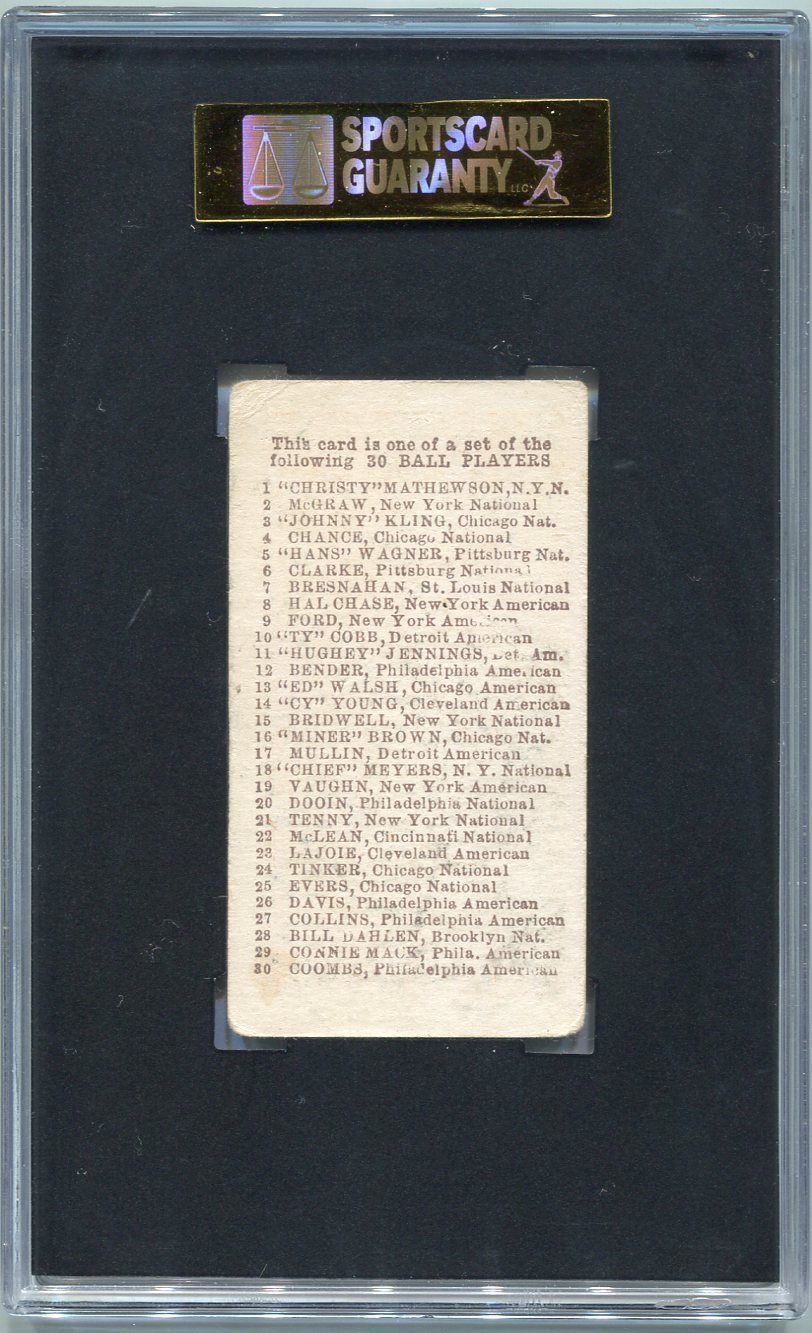 SPORTSCARD
GUARANTY LLC
This card is one of a set of the
following 30 BALL PLAYERS
1 "CHRISTY" MATHEWSON, N.Y.N.
2 McGRAW, New York National
3 "JOHNNY" KLING, Chicago Nat.
4 CHANCE, Chicago National
5 "HANS" WAGNER, Pittsburg Nat.
6 CLARKE, Pittsburg National
7 BRESNAHAN, St. Louis National
8 HAL CHASE, New York American
9 FORD, New York American
10 "TY" COBB, Detroit American
11 "HUGHEY" JENNINGS, Det. Am.
12 BENDER, Philadelphia American
13 "ED" WALSH, Chicago American
14 "CY" YOUNG, Cleveland American
15 BRIDWELL, New York National
16 "MINER" BROWN, Chicago Nat.
17 MULLIN, Detroit American
18 "CHIEF" MEYERS, N. Y. National
19 VAUGHN, New York American
20 DOOIN, Philadelphia National
21 TENNY, New York National
22 McLEAN, Cincinnati National
23 LAJOIE, Cleveland American
24 TINKER, Chicago National
25 EVERS, Chicago National
26 DAVIS, Philadelphia American
27 COLLINS, Philadelphia American
28 BILL DAHLEN, Brooklyn Nat.
29 CONNIE MACK, Phila. American
30 COOMBS, Philadelphia American